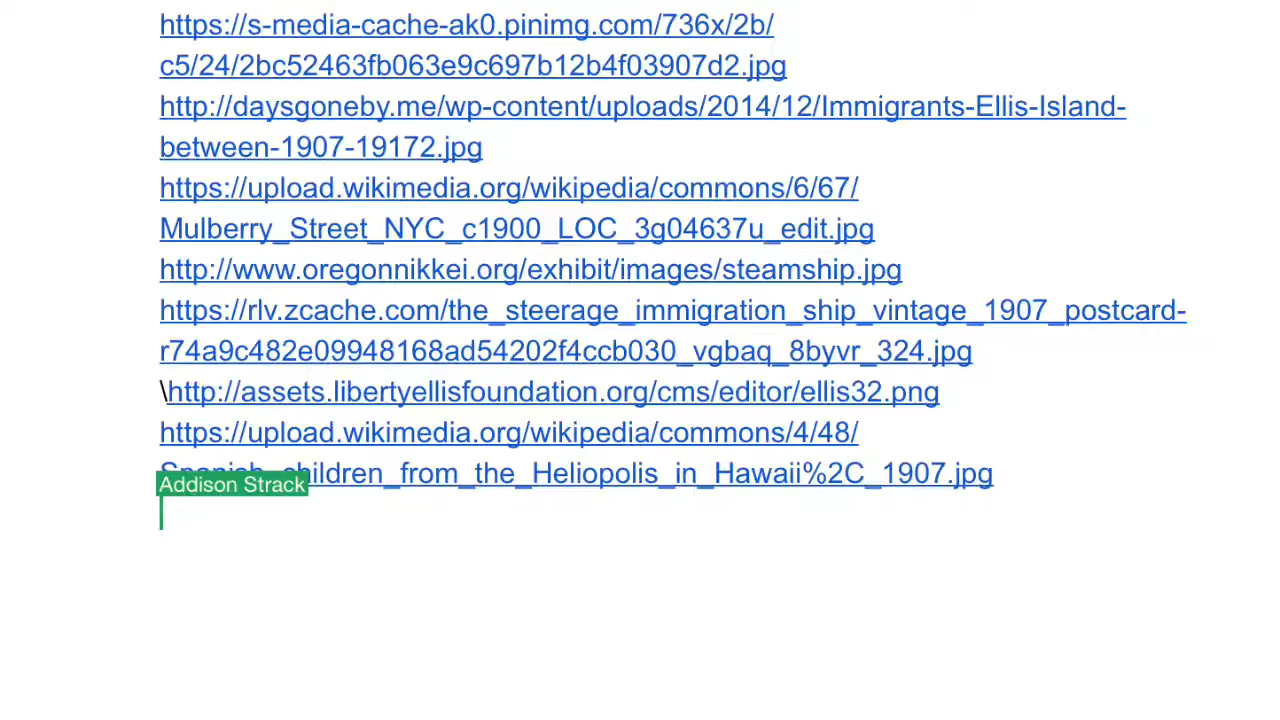 https://s-media-cache-ak0.pinimg.com/736x/2b/
c5/24/2bc52463fb063e9c697b12b4f03907d2.jpg
http://daysgoneby.me/wp-content/uploads/2014/12/Immigrants-Ellis-Island-
between-1907-19172.jpg
https://upload.wikimedia.org/wikipedia/commons/6/67/
Mulberry_Street_NYC_c1900_LOC_3g04637u_edit.jpg
http://www.oregonnikkei.org/exhibit/images/steamship.jpg
https://rlv.zcache.com/the_steerage_immigration_ship_vintage_1907_postcard-
r74a9c482e09948168ad54202f4ccb030_vgbaq_8byvr_324.jpg
\http://assets.libertyellisfoundation.org/cms/editor/ellis32.png
https://upload.wikimedia.org/wikipedia/commons/4/48/
Spanish_children_from_the_Heliopolis_in_Hawaii%2C_1907.jpg
Addison Strack